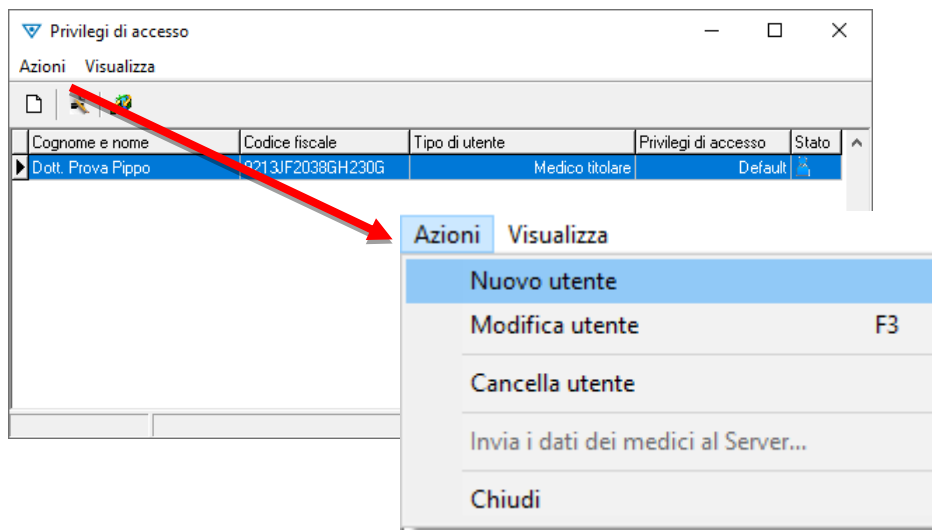 Privilegi di accesso
Azioni Visualizza
Cognome e nome Codice fiscale Tipo di utente Privilegi di accesso Stato
Dott. Prova Pippo 9213JF2038GH230G Medico titolare Default
Azioni Visualizza
Nuovo utente
Modifica utente F3
Cancella utente
Invia i dati dei medici al Server...
Chiudi